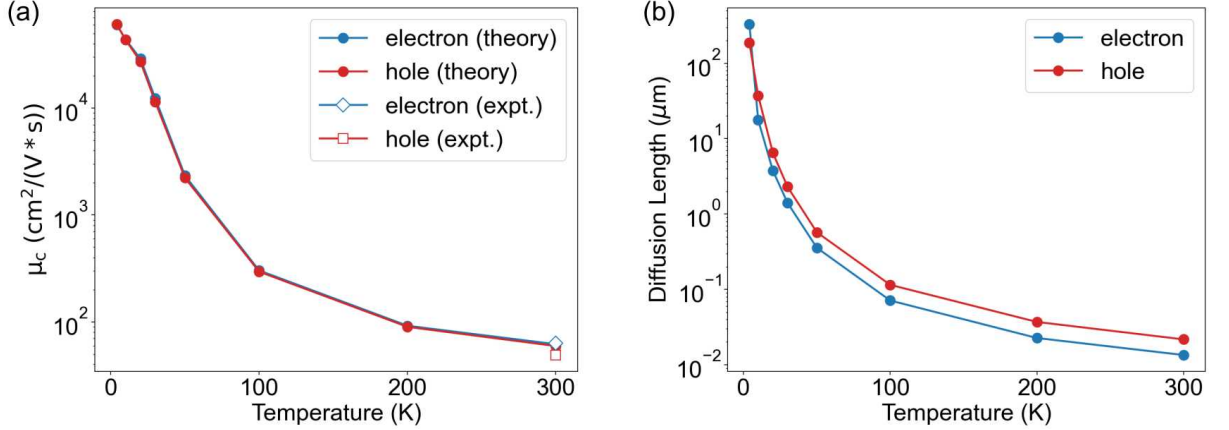 (a)
electron (theory)
hole (theory)
electron (expt.)
hole (expt.)
10⁴
10³
10²
μc (cm²/(V*s))
0
100
200
300
Temperature (K)
(b)
electron
hole
10²
10¹
10⁰
10⁻¹
10⁻²
Diffusion Length (μm)
0
100
200
300
Temperature (K)